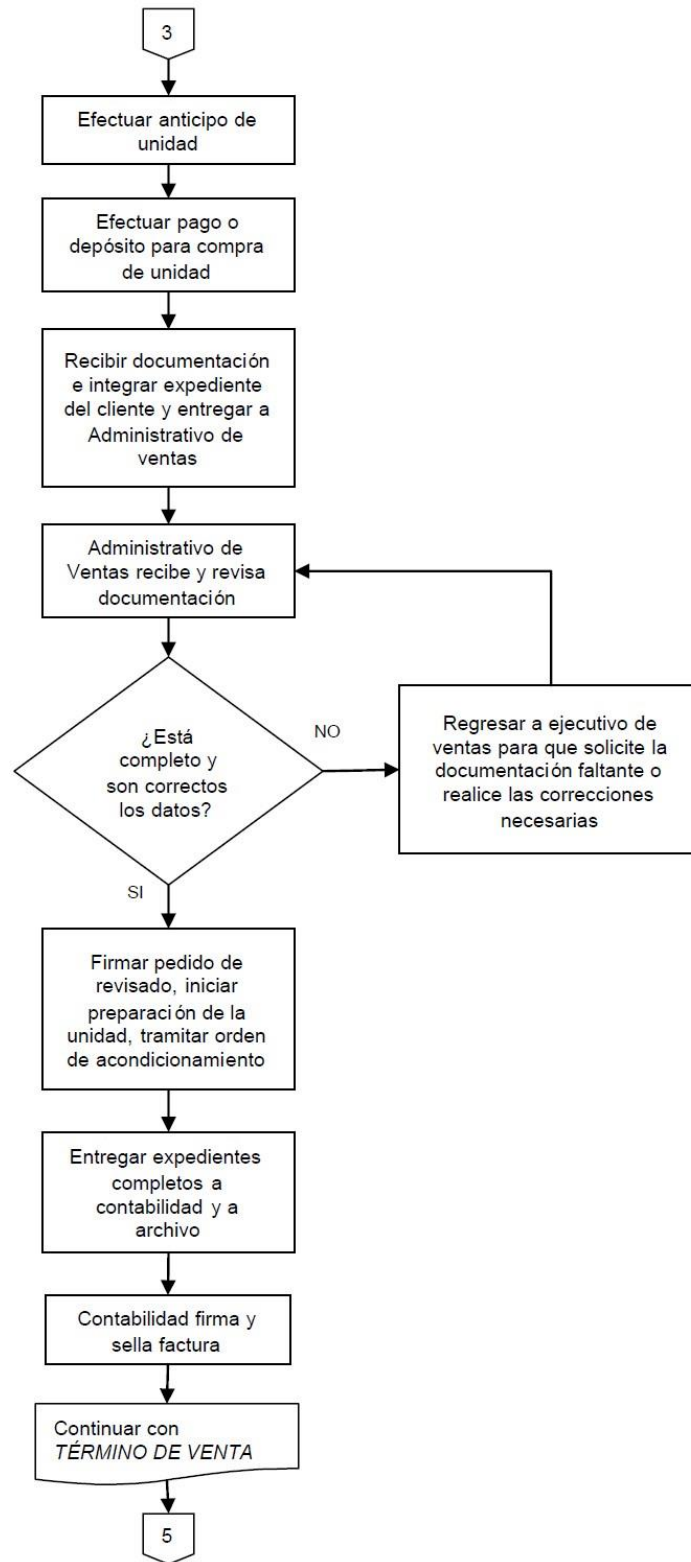 3
Efectuar anticipo de
unidad
Efectuar pago o
depósito para compra
de unidad
Recibir documentación
e integrar expediente
del cliente y entregar a
Administrativo de
ventas
Administrativo de
Ventas recibe y revisa
documentación
¿Está
completo y
son correctos
los datos?
NO
Regresar a ejecutivo de
ventas para que solicite la
documentación faltante o
realice las correcciones
necesarias
SI
Firmar pedido de
revisado, iniciar
preparación de la
unidad, tramitar orden
de acondicionamiento
Entregar expedientes
completos a
contabilidad y a
archivo
Contabilidad firma y
sella factura
Continuar con
TÉRMINO DE VENTA
5